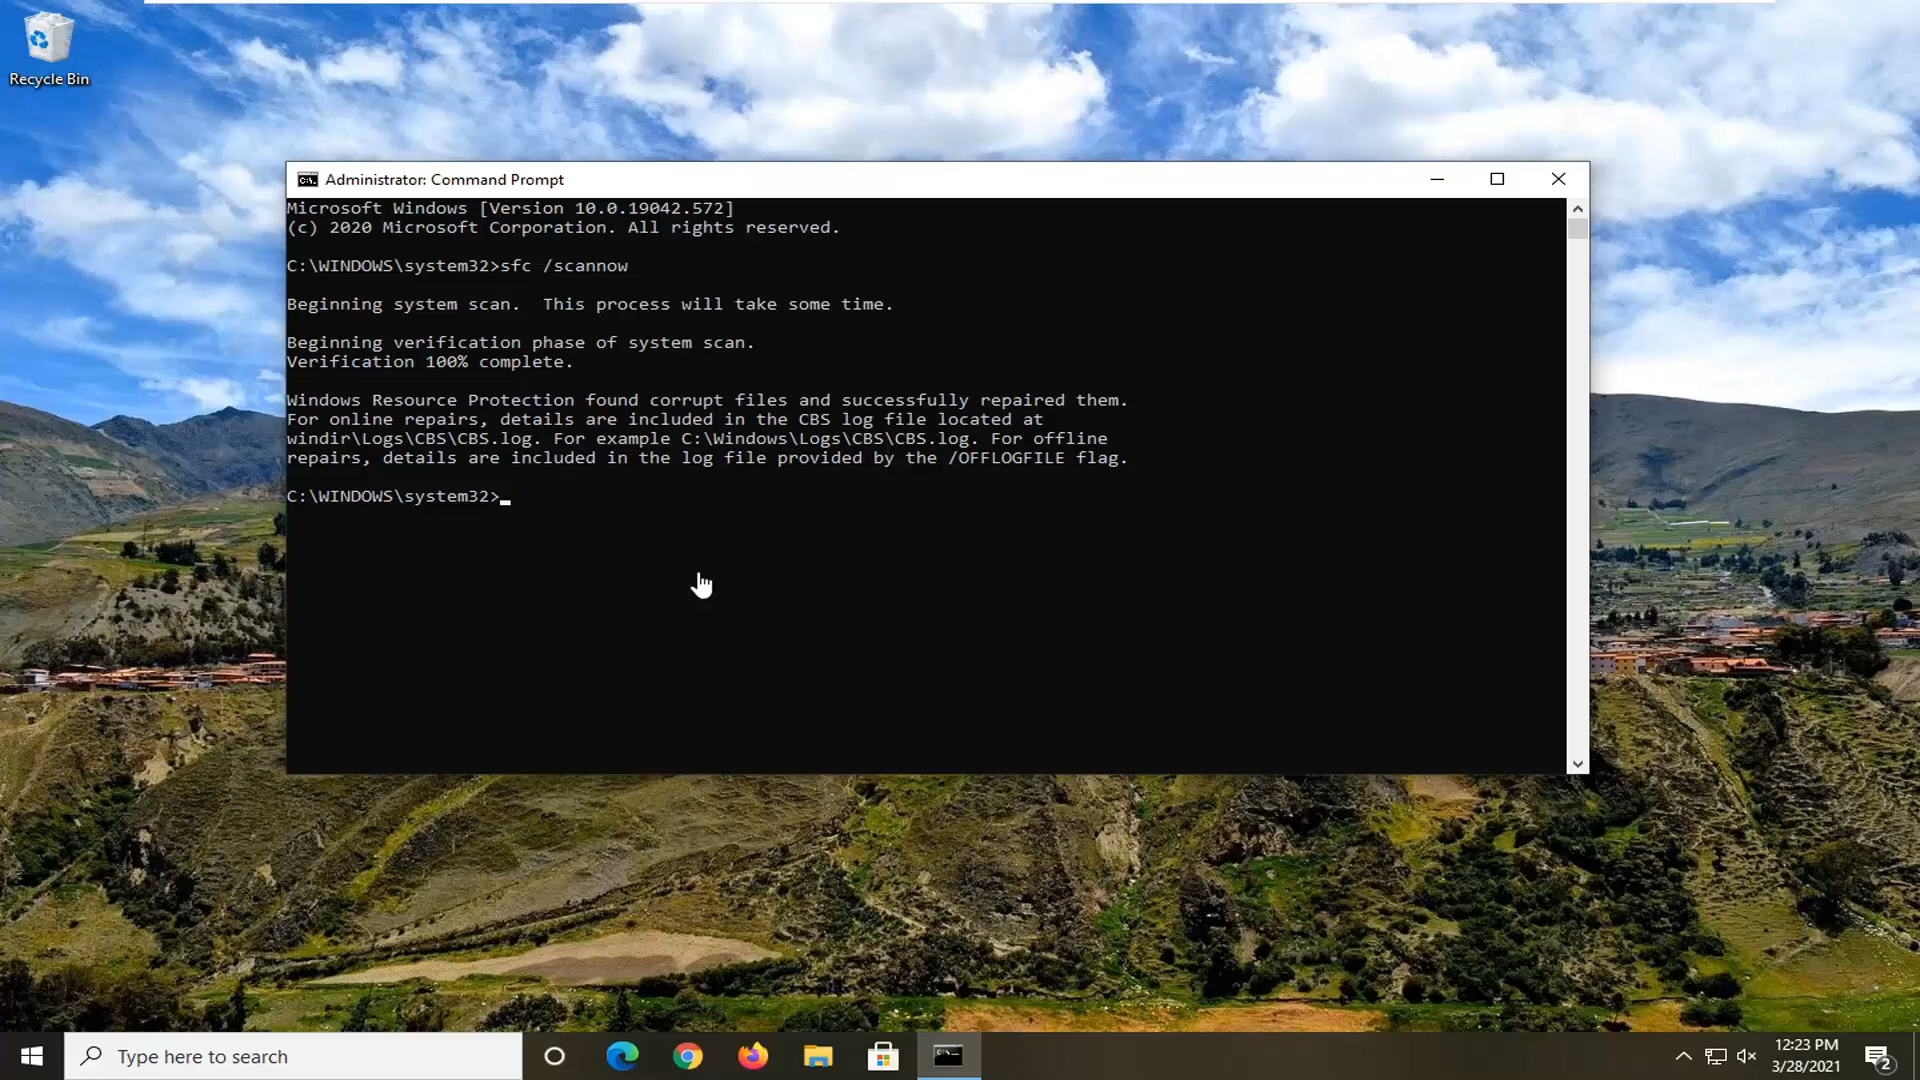 Recycle Bin
Administrator: Command Prompt
Microsoft Windows [Version 10.0.19042.572]
(c) 2020 Microsoft Corporation. All rights reserved.
C:\WINDOWS\system32>sfc /scannow
Beginning system scan.  This process will take some time.
Beginning verification phase of system scan.
Verification 100% complete.
Windows Resource Protection found corrupt files and successfully repaired them.
For online repairs, details are included in the CBS log file located at
windir\Logs\CBS\CBS.log. For example C:\Windows\Logs\CBS\CBS.log. For offline
repairs, details are included in the log file provided by the /OFFLOGFILE flag.
C:\WINDOWS\system32>
Type here to search
12:23 PM
3/28/2021
2